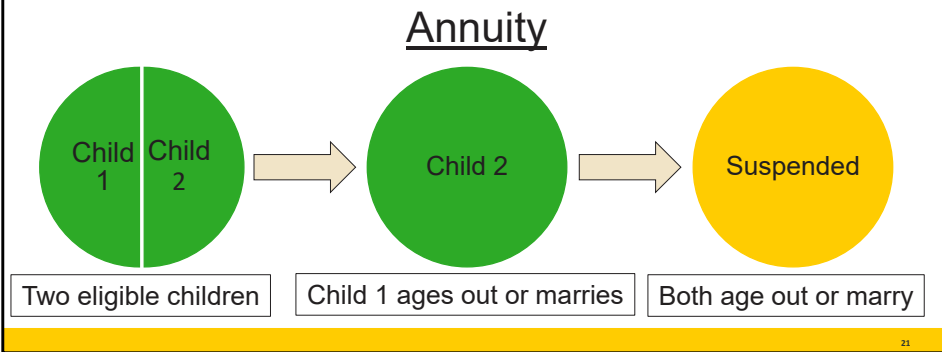 Annuity
Child
1
Child
2
Child 2
Suspended
Two eligible children
Child 1 ages out or marries
Both age out or marry
21